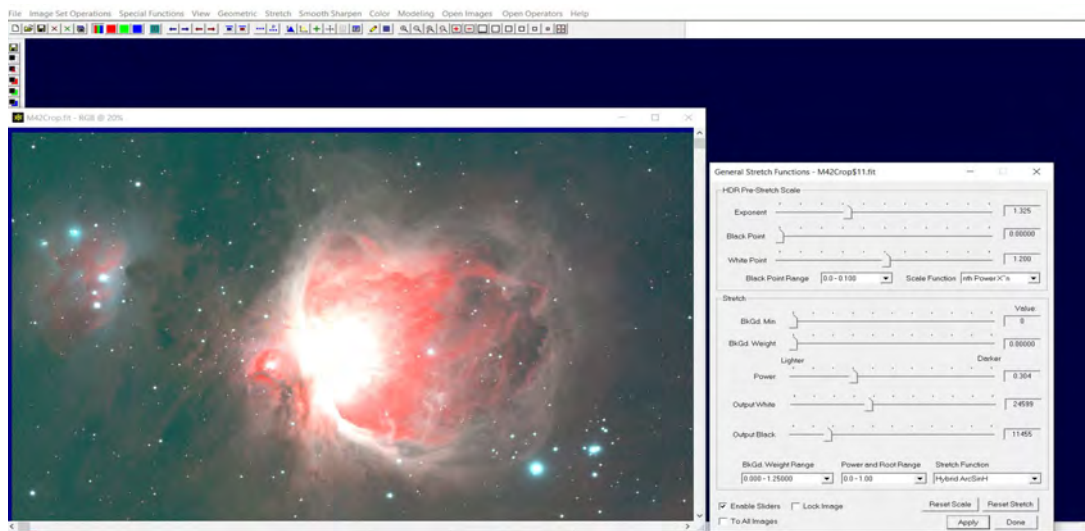 File Image Set Operations Special Functions View Geometric Stretch Smooth Sharpen Color Modeling Open Images Open Operators Help
M42Crop.fit - RGB @ 20%
General Stretch Functions - M42Crop$11.fit
HDR Pre-Stretch Scale
Exponent 1.325
Black Point 0.00000
White Point 1.200
Black Point Range 0.0 - 0.100 Scale Function nth Power X^n
Stretch
Value
BkGd. Min 0
BkGd. Weight 0.00000
Lighter Darker
Power 0.304
Output White 24599
Output Black 11455
BkGd. Weight Range Power and Root Range Stretch Function
0.000 - 1.25000 0.0 - 1.00 Hybrid ArcSinH
Enable Sliders Lock Image Reset Scale Reset Stretch
To All Images Apply Done